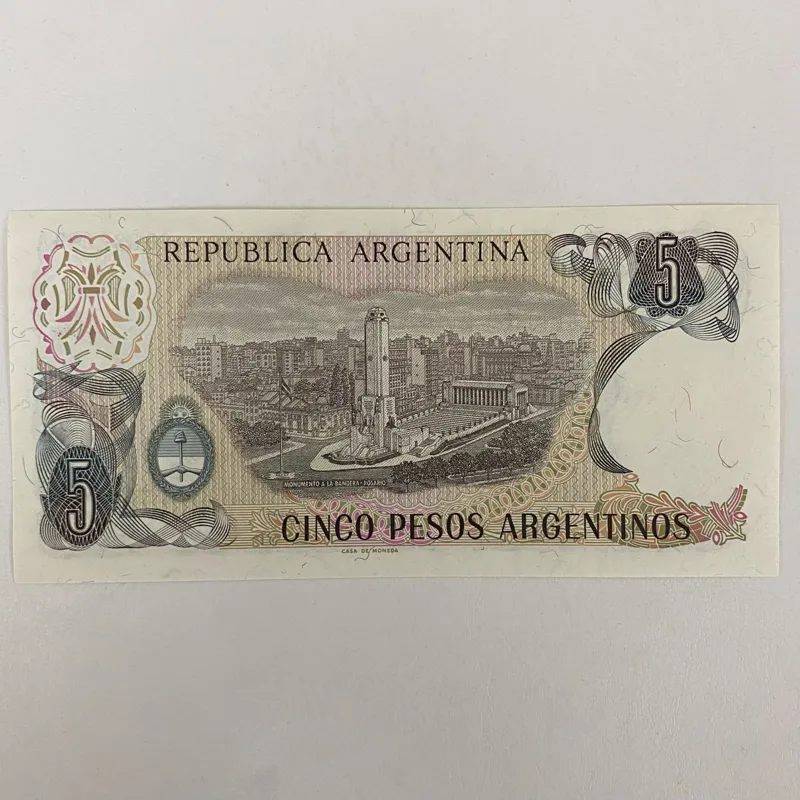 REPUBLICA ARGENTINA
5
5
MONUMENTO A LA BANDERA - ROSARIO
CINCO PESOS ARGENTINOS
CASA DE MONEDA